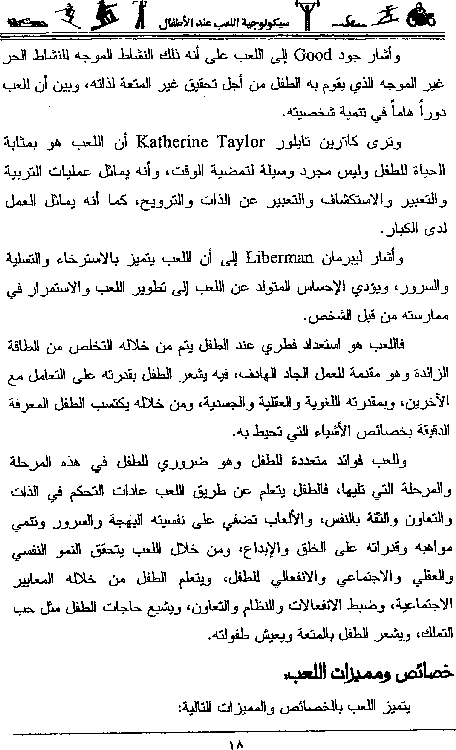 سيكولوجية اللعب عند الأطفال
وأشار جود Good إلى اللعب على أنه ذلك النشاط الموجه للنشاط الحر
غير الموجه الذي يقوم به الطفل من أجل تحقيق غير المتعة لذاته، وبين أن للعب
دوراً هاماً في تنمية شخصيته.
وترى كاترين تايلور Katherine Taylor أن اللعب هو بمثابة
الحياة للطفل وليس مجرد وسيلة لتمضية الوقت، وأنه يماثل عمليات التربية
والتعبير والاستكشاف والتعبير عن الذات والترويح، كما أنه يماثل العمل
لدى الكبار.
وأشار ليبرمان Liberman إلى أن اللعب يتميز بالاسترخاء والتسلية
والسرور، ويؤدي الإحساس المتولد عن اللعب إلى تطوير اللعب والاستمرار في
ممارسته من قبل الشخص.
فاللعب هو استعداد فطري عند الطفل يتم من خلاله التخلص من الطاقة
الزائدة وهو مقدمة للعمل الجاد الهادف، فيه يشعر الطفل بقدرته على التعامل مع
الآخرين، وبمقدرته اللغوية والعقلية والجسدية، ومن خلاله يكتسب الطفل المعرفة
الدقيقة بخصائص الأشياء التي تحيط به.
وللعب فوائد متعددة للطفل وهو ضروري للطفل في هذه المرحلة
والمرحلة التي تليها، فالطفل يتعلم عن طريق اللعب عادات التحكم في الذات
والتعاون والثقة بالنفس، والألعاب تضفي على نفسيته البهجة والسرور وتنمي
مواهبه وقدراته على الخلق والإبداع، ومن خلال اللعب يتحقق النمو النفسي
والعقلي والاجتماعي والانفعالي للطفل، ويتعلم الطفل من خلاله المعايير
الاجتماعية، وضبط الانفعالات والنظام والتعاون، ويشبع حاجات الطفل مثل حب
التملك، ويشعر الطفل بالمتعة ويعيش طفولته.
خصائص ومميزات اللعب:
يتميز اللعب بالخصائص والمميزات التالية:
١٨